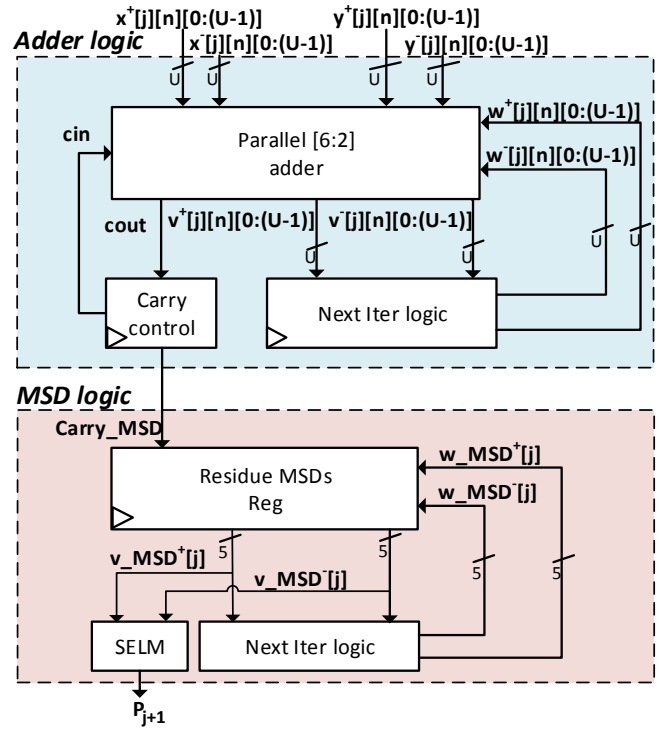 x⁺[j][n][0:(U-1)] y⁺[j][n][0:(U-1)]
Adder logic x⁻[j][n][0:(U-1)] y⁻[j][n][0:(U-1)]
U U U U
w⁺[j][n][0:(U-1)]
cin
Parallel [6:2]
adder
w⁻[j][n][0:(U-1)]
cout v⁺[j][n][0:(U-1)] v⁻[j][n][0:(U-1)]
U U U U
Carry
control
Next Iter logic
MSD logic
Carry_MSD
w_MSD⁺[j]
Residue MSDs
Reg
w_MSD⁻[j]
5 5 5 5
v_MSD⁺[j]
v_MSD⁻[j]
SELM Next Iter logic
P_{j+1}